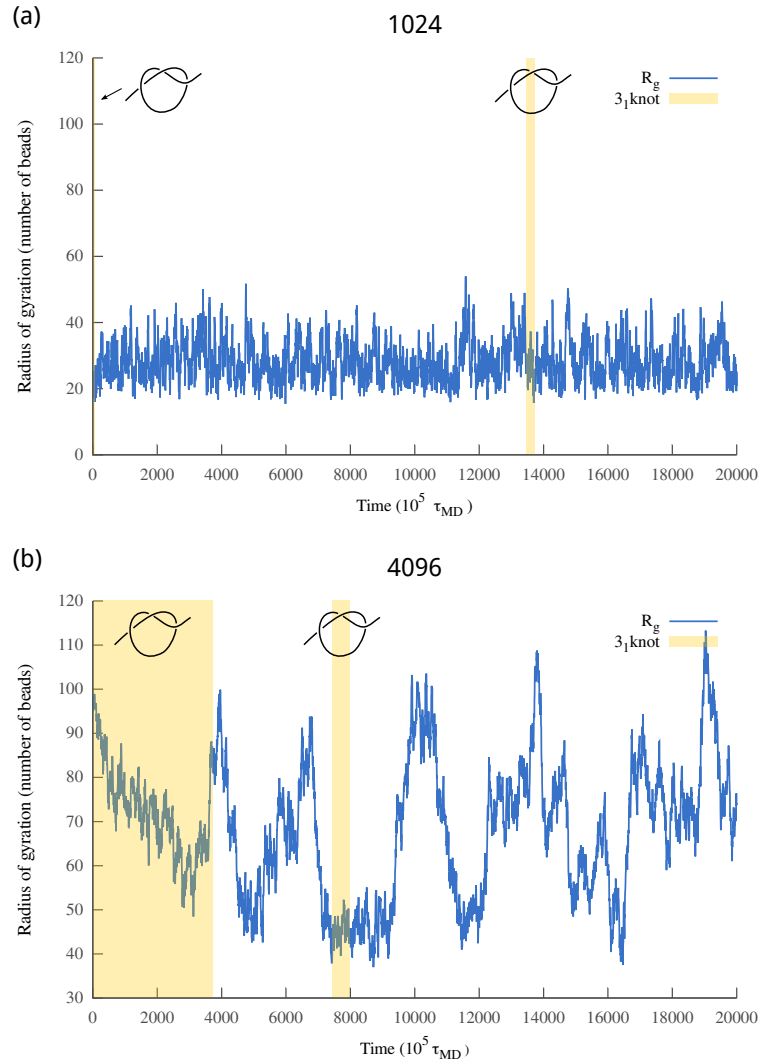 (a)
1024
Radius of gyration (number of beads)
120
100
80
60
40
20
0
R_g
3_1knot
0 2000 4000 6000 8000 10000 12000 14000 16000 18000 20000
Time (10^5 τ_MD)
(b)
4096
Radius of gyration (number of beads)
120
110
100
90
80
70
60
50
40
30
R_g
3_1knot
0 2000 4000 6000 8000 10000 12000 14000 16000 18000 20000
Time (10^5 τ_MD)